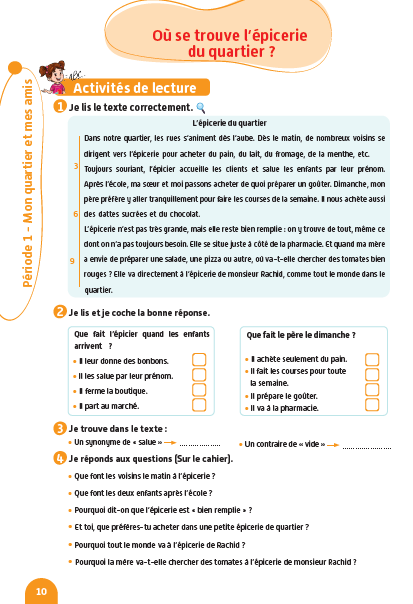 Où se trouve l'épicerie
du quartier ?
ABC
Activités de lecture
1 Je lis le texte correctement.
L'épicerie du quartier
Dans notre quartier, les rues s'animent dès l'aube. Dès le matin, de nombreux voisins se
dirigent vers l'épicerie pour acheter du pain, du lait, du fromage, de la menthe, etc.
3 Toujours souriant, l'épicier accueille les clients et salue les enfants par leur prénom.
Après l'école, ma sœur et moi passons acheter de quoi préparer un goûter. Dimanche, mon
père préfère y aller tranquillement pour faire les courses de la semaine. Il nous achète aussi
6 des dattes sucrées et du chocolat.
L'épicerie n'est pas très grande, mais elle reste bien remplie : on y trouve de tout, même ce
dont on n'a pas toujours besoin. Elle se situe juste à côté de la pharmacie. Et quand ma mère
9 a envie de préparer une salade, une pizza ou autre, où va-t-elle chercher des tomates bien
rouges ? Elle va directement à l'épicerie de monsieur Rachid, comme tout le monde dans le
quartier.
2 Je lis et je coche la bonne réponse.
Que fait l'épicier quand les enfants
arrivent ?
• Il leur donne des bonbons.
• Il les salue par leur prénom.
• Il ferme la boutique.
• Il part au marché.
Que fait le père le dimanche ?
• Il achète seulement du pain.
• Il fait les courses pour toute
la semaine.
• Il prépare le goûter.
• Il va à la pharmacie.
3 Je trouve dans le texte :
• Un synonyme de « salue » → ....................
• Un contraire de « vide » → ....................
4 Je réponds aux questions (Sur le cahier).
• Que font les voisins le matin à l'épicerie ?
• Que font les deux enfants après l'école ?
• Pourquoi dit-on que l'épicerie est « bien remplie » ?
• Et toi, que préfères-tu acheter dans une petite épicerie de quartier ?
• Pourquoi tout le monde va à l'épicerie de Rachid ?
• Pourquoi la mère va-t-elle chercher des tomates à l'épicerie de monsieur Rachid ?
Période 1 - Mon quartier et mes amis
10